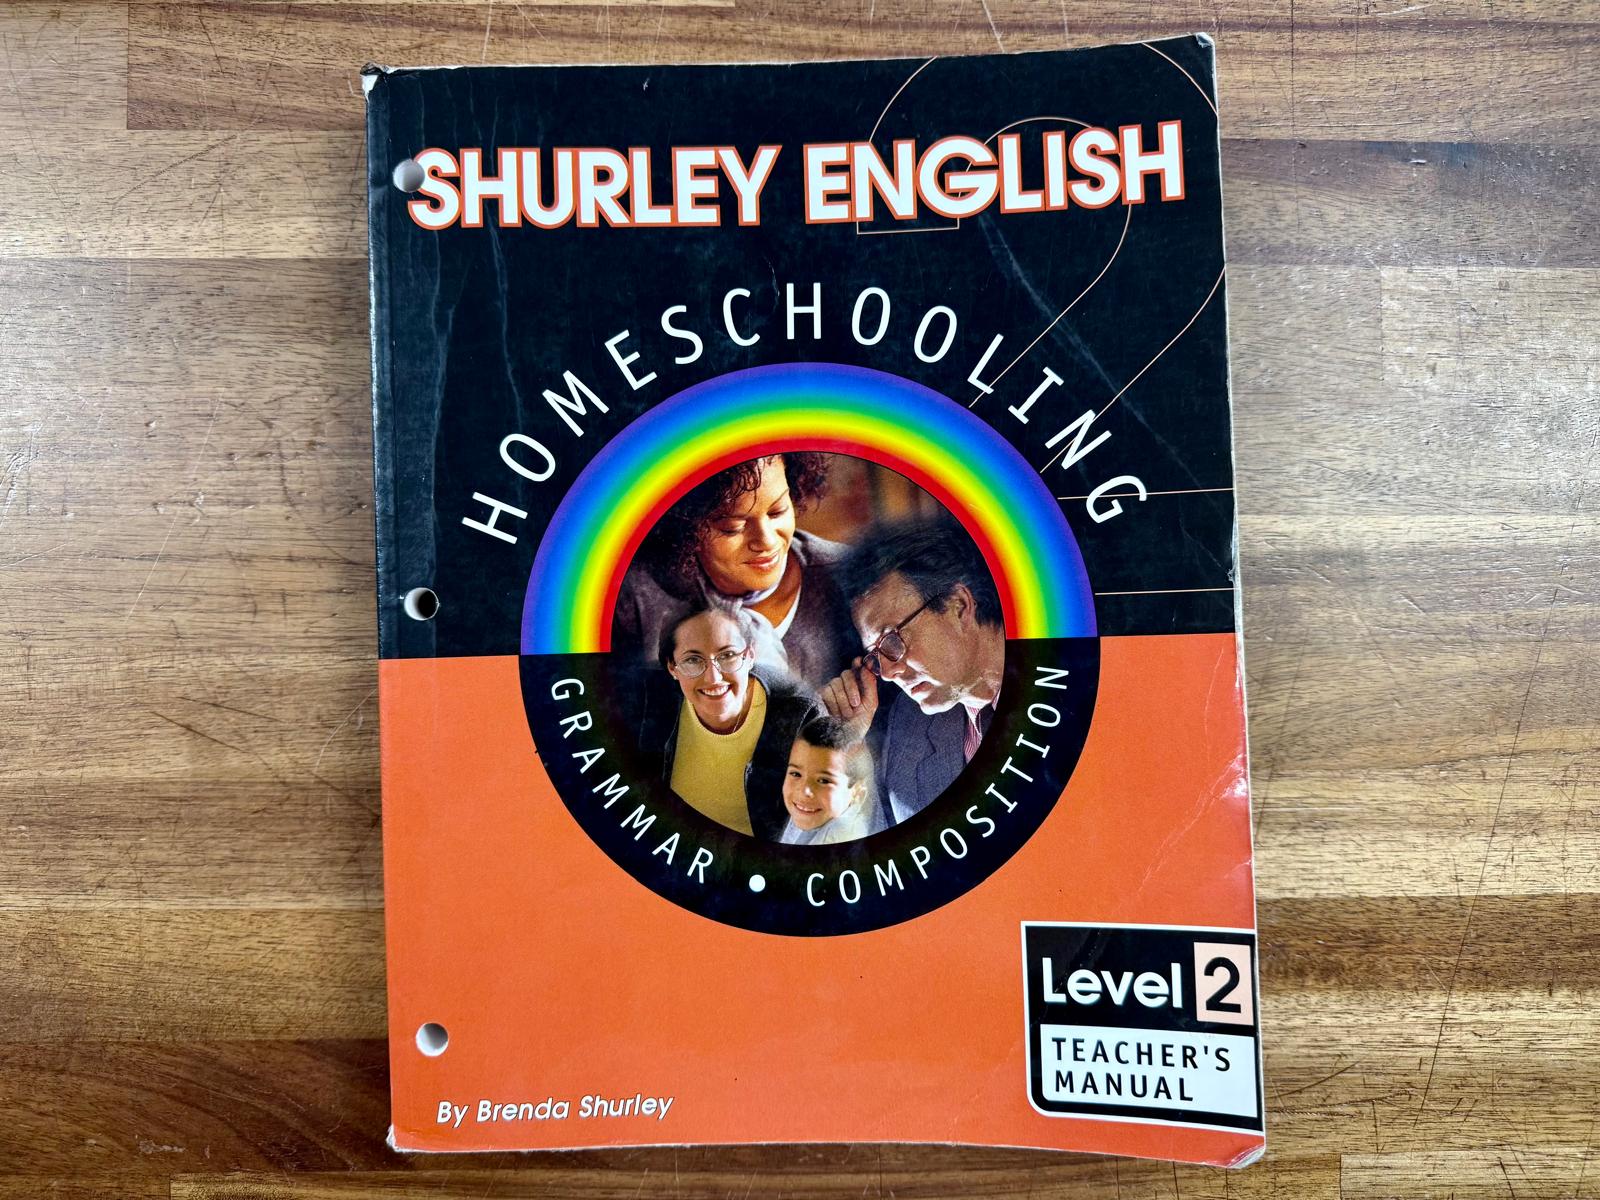 SHURLEY ENGLISH
HOMESCHOOLING
GRAMMAR • COMPOSITION
Level 2
TEACHER'S
MANUAL
By Brenda Shurley